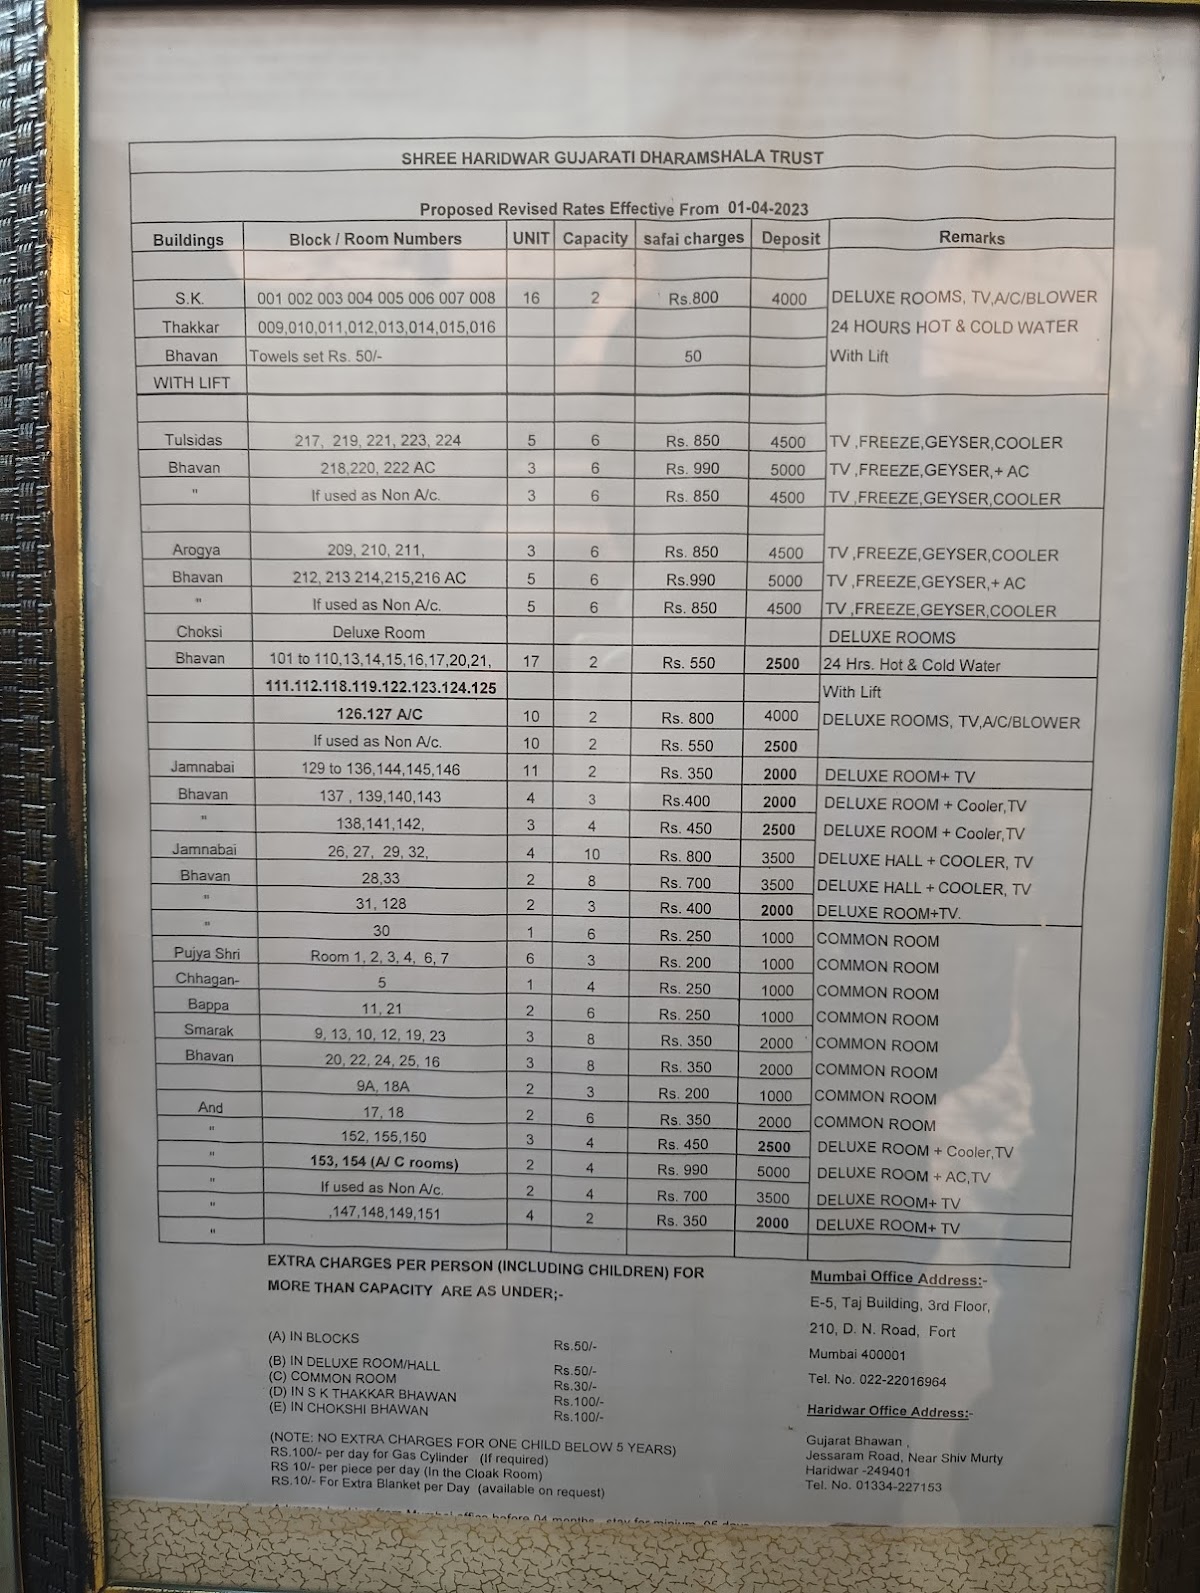 SHREE HARIDWAR GUJARATI DHARAMSHALA TRUST
Proposed Revised Rates Effective From 01-04-2023
Buildings Block / Room Numbers UNIT Capacity safai charges Deposit Remarks
S.K. 001 002 003 004 005 006 007 008 16 2 Rs.800 4000 DELUXE ROOMS, TV,A/C/BLOWER
Thakkar 009,010,011,012,013,014,015,016 24 HOURS HOT & COLD WATER
Bhavan Towels set Rs. 50/- 50 With Lift
WITH LIFT
Tulsidas 217, 219, 221, 223, 224 5 6 Rs. 850 4500 TV ,FREEZE,GEYSER,COOLER
Bhavan 218,220, 222 AC 3 6 Rs. 990 5000 TV ,FREEZE,GEYSER,+ AC
" If used as Non A/c. 3 6 Rs. 850 4500 TV ,FREEZE,GEYSER,COOLER
Arogya 209, 210, 211, 3 6 Rs. 850 4500 TV ,FREEZE,GEYSER,COOLER
Bhavan 212, 213 214,215,216 AC 5 6 Rs.990 5000 TV ,FREEZE,GEYSER,+ AC
" If used as Non A/c. 5 6 Rs. 850 4500 TV ,FREEZE,GEYSER,COOLER
Choksi Deluxe Room DELUXE ROOMS
Bhavan 101 to 110,13,14,15,16,17,20,21, 17 2 Rs. 550 2500 24 Hrs. Hot & Cold Water
111.112.118.119.122.123.124.125 With Lift
126.127 A/C 10 2 Rs. 800 4000 DELUXE ROOMS, TV,A/C/BLOWER
If used as Non A/c. 10 2 Rs. 550 2500
Jamnabai 129 to 136,144,145,146 11 2 Rs. 350 2000 DELUXE ROOM+ TV
Bhavan 137 , 139,140,143 4 3 Rs.400 2000 DELUXE ROOM + Cooler,TV
" 138,141,142, 3 4 Rs. 450 2500 DELUXE ROOM + Cooler,TV
Jamnabai 26, 27, 29, 32, 4 10 Rs. 800 3500 DELUXE HALL + COOLER, TV
Bhavan 28,33 2 8 Rs. 700 3500 DELUXE HALL + COOLER, TV
" 31, 128 2 3 Rs. 400 2000 DELUXE ROOM+TV.
" 30 1 6 Rs. 250 1000 COMMON ROOM
Pujya Shri Room 1, 2, 3, 4, 6, 7 6 3 Rs. 200 1000 COMMON ROOM
Chhagan- 5 1 4 Rs. 250 1000 COMMON ROOM
Bappa 11, 21 2 6 Rs. 250 1000 COMMON ROOM
Smarak 9, 13, 10, 12, 19, 23 3 8 Rs. 350 2000 COMMON ROOM
Bhavan 20, 22, 24, 25, 16 3 8 Rs. 350 2000 COMMON ROOM
9A, 18A 2 3 Rs. 200 1000 COMMON ROOM
And 17, 18 2 6 Rs. 350 2000 COMMON ROOM
" 152, 155,150 3 4 Rs. 450 2500 DELUXE ROOM + Cooler,TV
" 153, 154 (A/ C rooms) 2 4 Rs. 990 5000 DELUXE ROOM + AC,TV
" If used as Non A/c. 2 4 Rs. 700 3500 DELUXE ROOM+ TV
" ,147,148,149,151 4 2 Rs. 350 2000 DELUXE ROOM+ TV
"
EXTRA CHARGES PER PERSON (INCLUDING CHILDREN) FOR
MORE THAN CAPACITY ARE AS UNDER;-
(A) IN BLOCKS Rs.50/-
(B) IN DELUXE ROOM/HALL Rs.50/-
(C) COMMON ROOM Rs.30/-
(D) IN S K THAKKAR BHAWAN Rs.100/-
(E) IN CHOKSHI BHAWAN Rs.100/-
(NOTE: NO EXTRA CHARGES FOR ONE CHILD BELOW 5 YEARS)
RS.100/- per day for Gas Cylinder (If required)
RS 10/- per piece per day (In the Cloak Room)
RS.10/- For Extra Blanket per Day (available on request)
Mumbai Office Address:-
E-5, Taj Building, 3rd Floor,
210, D. N. Road, Fort
Mumbai 400001
Tel. No. 022-22016964
Haridwar Office Address:-
Gujarat Bhawan ,
Jessaram Road, Near Shiv Murty
Haridwar -249401
Tel. No. 01334-227153